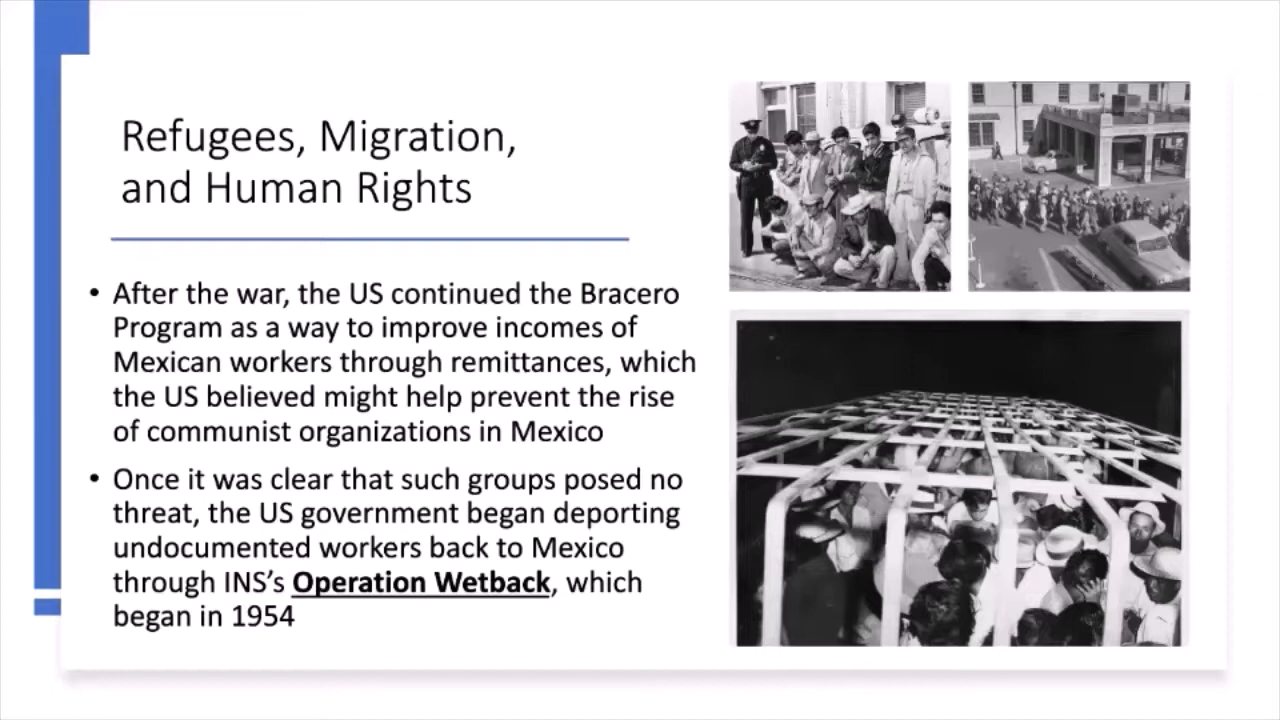 Refugees, Migration,
and Human Rights
• After the war, the US continued the Bracero
Program as a way to improve incomes of
Mexican workers through remittances, which
the US believed might help prevent the rise
of communist organizations in Mexico
• Once it was clear that such groups posed no
threat, the US government began deporting
undocumented workers back to Mexico
through INS’s Operation Wetback, which
began in 1954